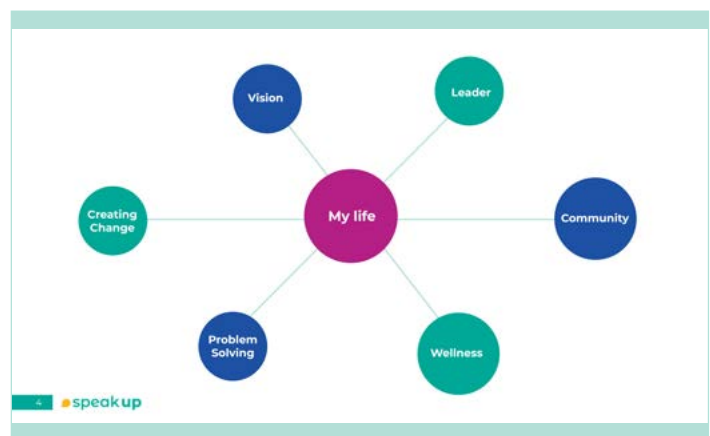 Vision
Leader
Creating
Change
My life
Community
Problem
Solving
Wellness
4
speakup